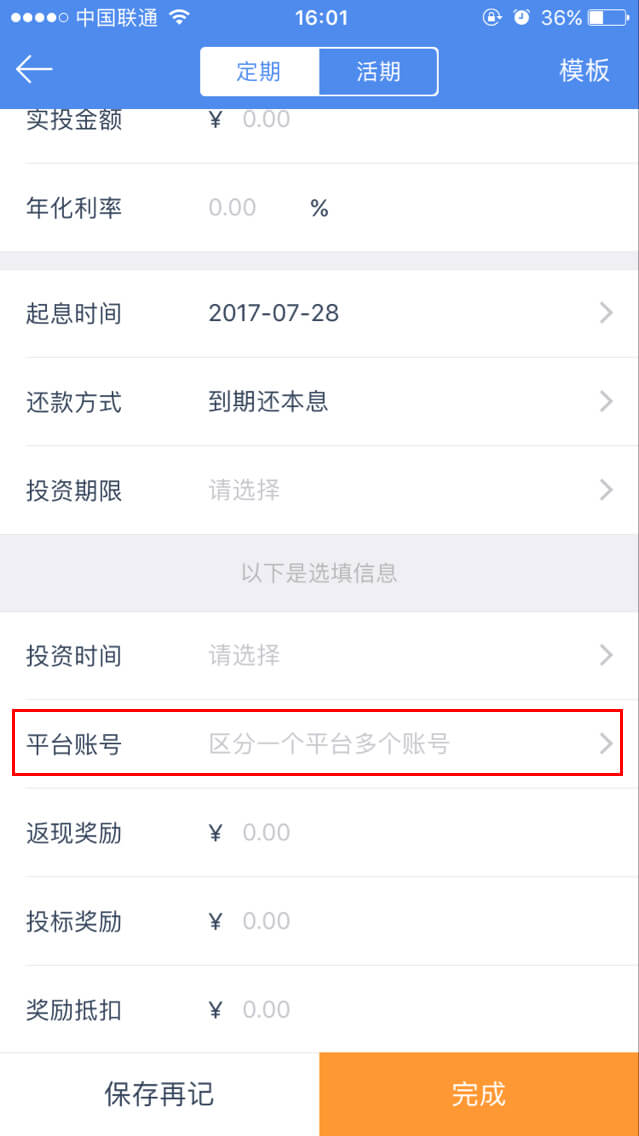 中国联通 16:01 36%
定期 活期 模板
实投金额 ¥ 0.00
年化利率 0.00 %
起息时间 2017-07-28
还款方式 到期还本息
投资期限 请选择
以下是选填信息
投资时间 请选择
平台账号 区分一个平台多个账号
返现奖励 ¥ 0.00
投标奖励 ¥ 0.00
奖励抵扣 ¥ 0.00
保存再记 完成